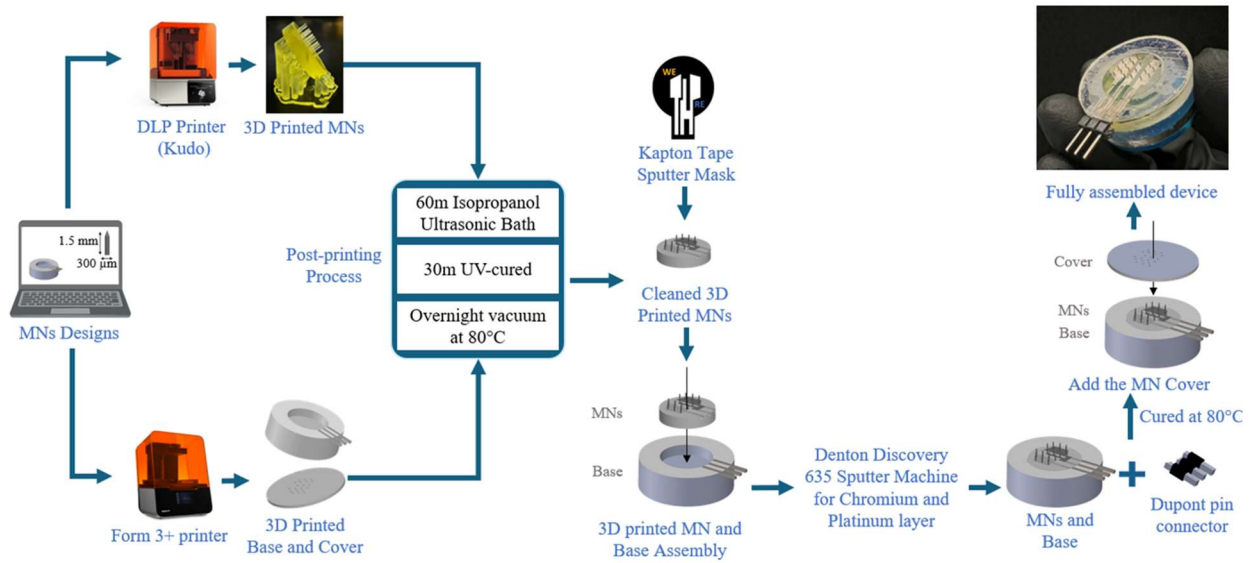 DLP Printer
(Kudo)
3D Printed MNs
1.5 mm
300 µm
MNs Designs
Form 3+ printer
3D Printed
Base and Cover
Post-printing
Process
60m Isopropanol
Ultrasonic Bath
30m UV-cured
Overnight vacuum
at 80°C
WE
RE
Kapton Tape
Sputter Mask
Cleaned 3D
Printed MNs
MNs
Base
3D printed MN and
Base Assembly
Denton Discovery
635 Sputter Machine
for Chromium and
Platinum layer
MNs and
Base
Dupont pin
connector
Cured at 80°C
Add the MN Cover
MNs
Base
Cover
Fully assembled device